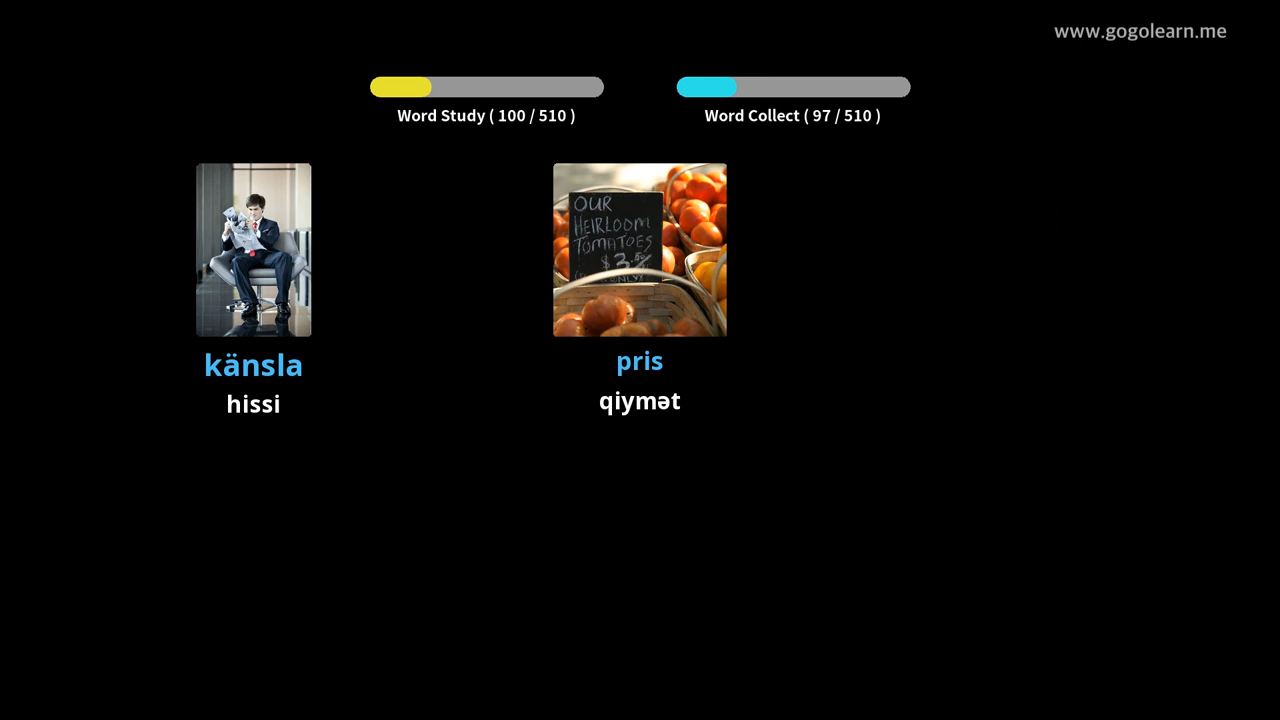 www.gogolearn.me
Word Study ( 100 / 510 )
Word Collect ( 97 / 510 )
OUR
HEIRLOOM
TOMATOES
känsla
hissi
pris
qiymət